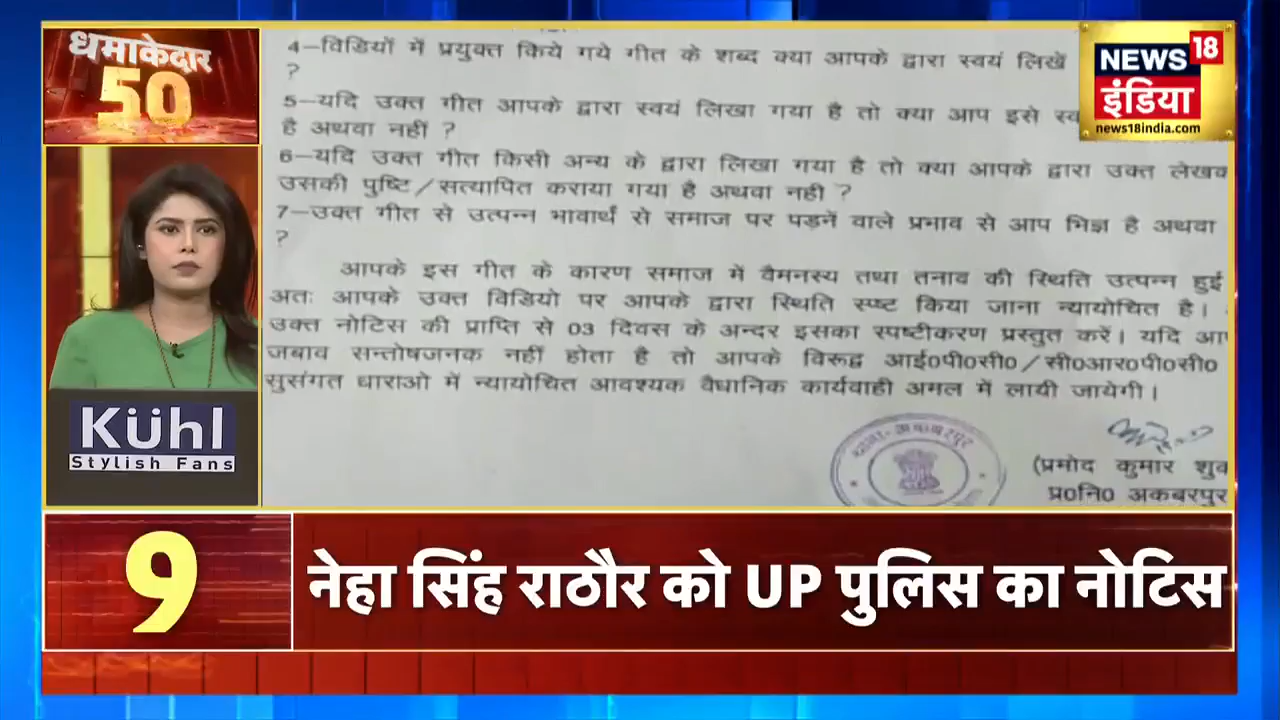 धमाकेदार
50
NEWS 18
इंडिया
news18india.com
4–विडियों में प्रयुक्त किये गये गीत के शब्द क्या आपके द्वारा स्वयं लिखें
?
5–यदि उक्त गीत आपके द्वारा स्वयं लिखा गया है तो क्या आप इसे
है अथवा नहीं ?
6–यदि उक्त गीत किसी अन्य के द्वारा लिखा गया है तो क्या आपके द्वारा उक्त
उसकी पुष्टि/सत्यापित कराया गया है अथवा नही ?
7–उक्त गीत से उत्पन्न भावार्थ से समाज पर पड़नें वाले प्रभाव से आप भिज्ञ है अथवा
?
आपके इस गीत के कारण समाज में वैमनस्य तथा तनाव की स्थिति उत्पन्न हुई
अतः आपके उक्त विडियो पर आपके द्वारा स्थिति स्प्ष्ट किया जाना न्यायोचित है।
उक्त नोटिस की प्राप्ति से 03 दिवस के अन्दर इसका स्पष्टीकरण प्रस्तुत करें। यदि
जबाव सन्तोषजनक नहीं होता है तो आपके विरूद्व आई0पी0सी0/सी0आर0पी0सी0
सुसंगत धाराओ में न्यायोचित आवश्यक वैधानिक कार्यवाही अमल में लायी जायेगी।
(प्रमोद कुमार
प्र0नि0 अकबरपुर
Kühl
Stylish Fans
9
नेहा सिंह राठौर को UP पुलिस का नोटिस